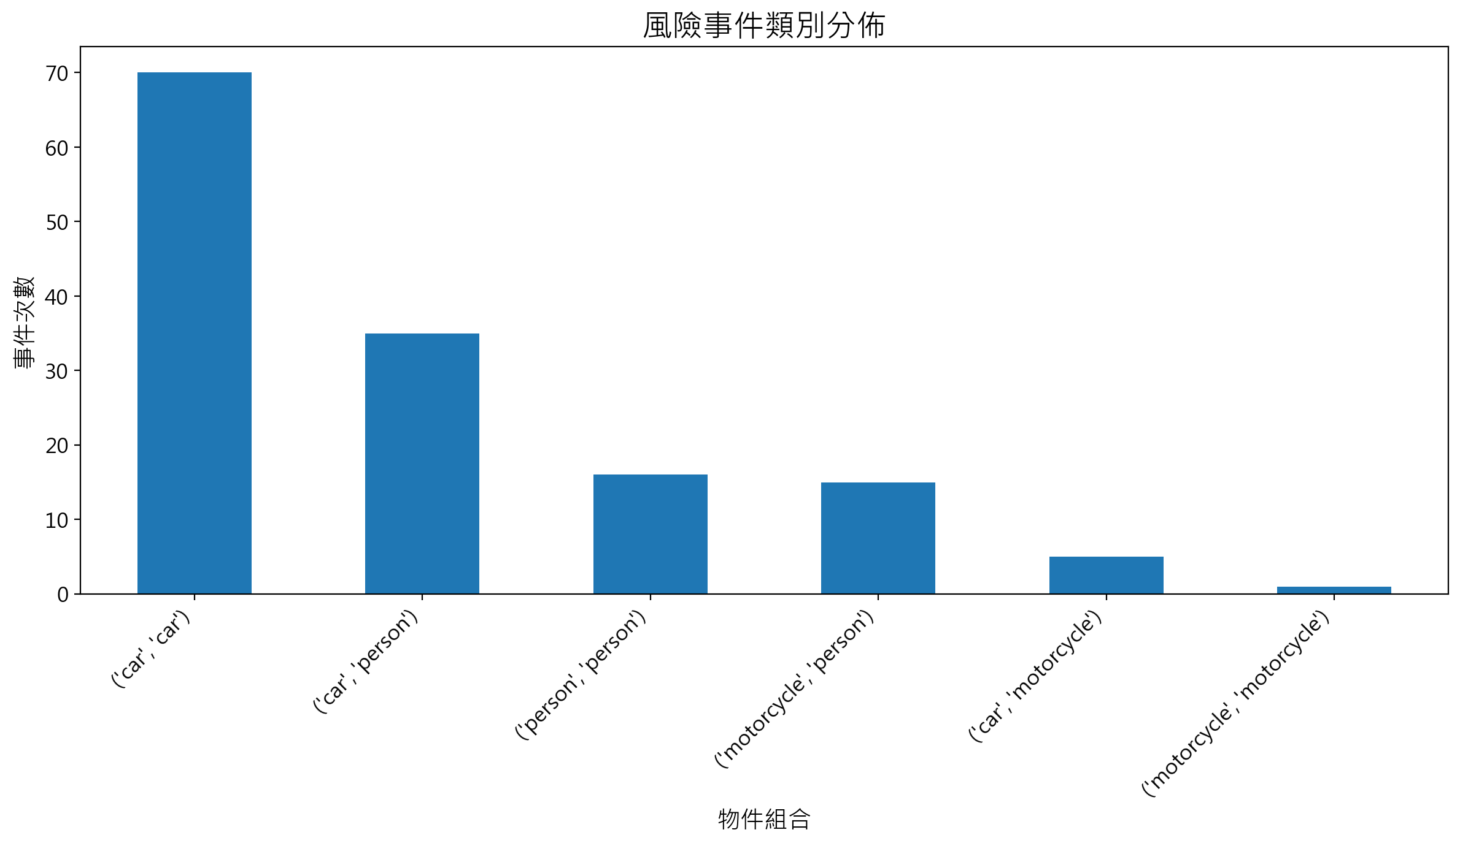 風險事件類別分佈
事件次數
70
60
50
40
30
20
10
0
('car', 'car')
('car', 'person')
('person', 'person')
('motorcycle', 'person')
('car', 'motorcycle')
('motorcycle', 'motorcycle')
物件組合